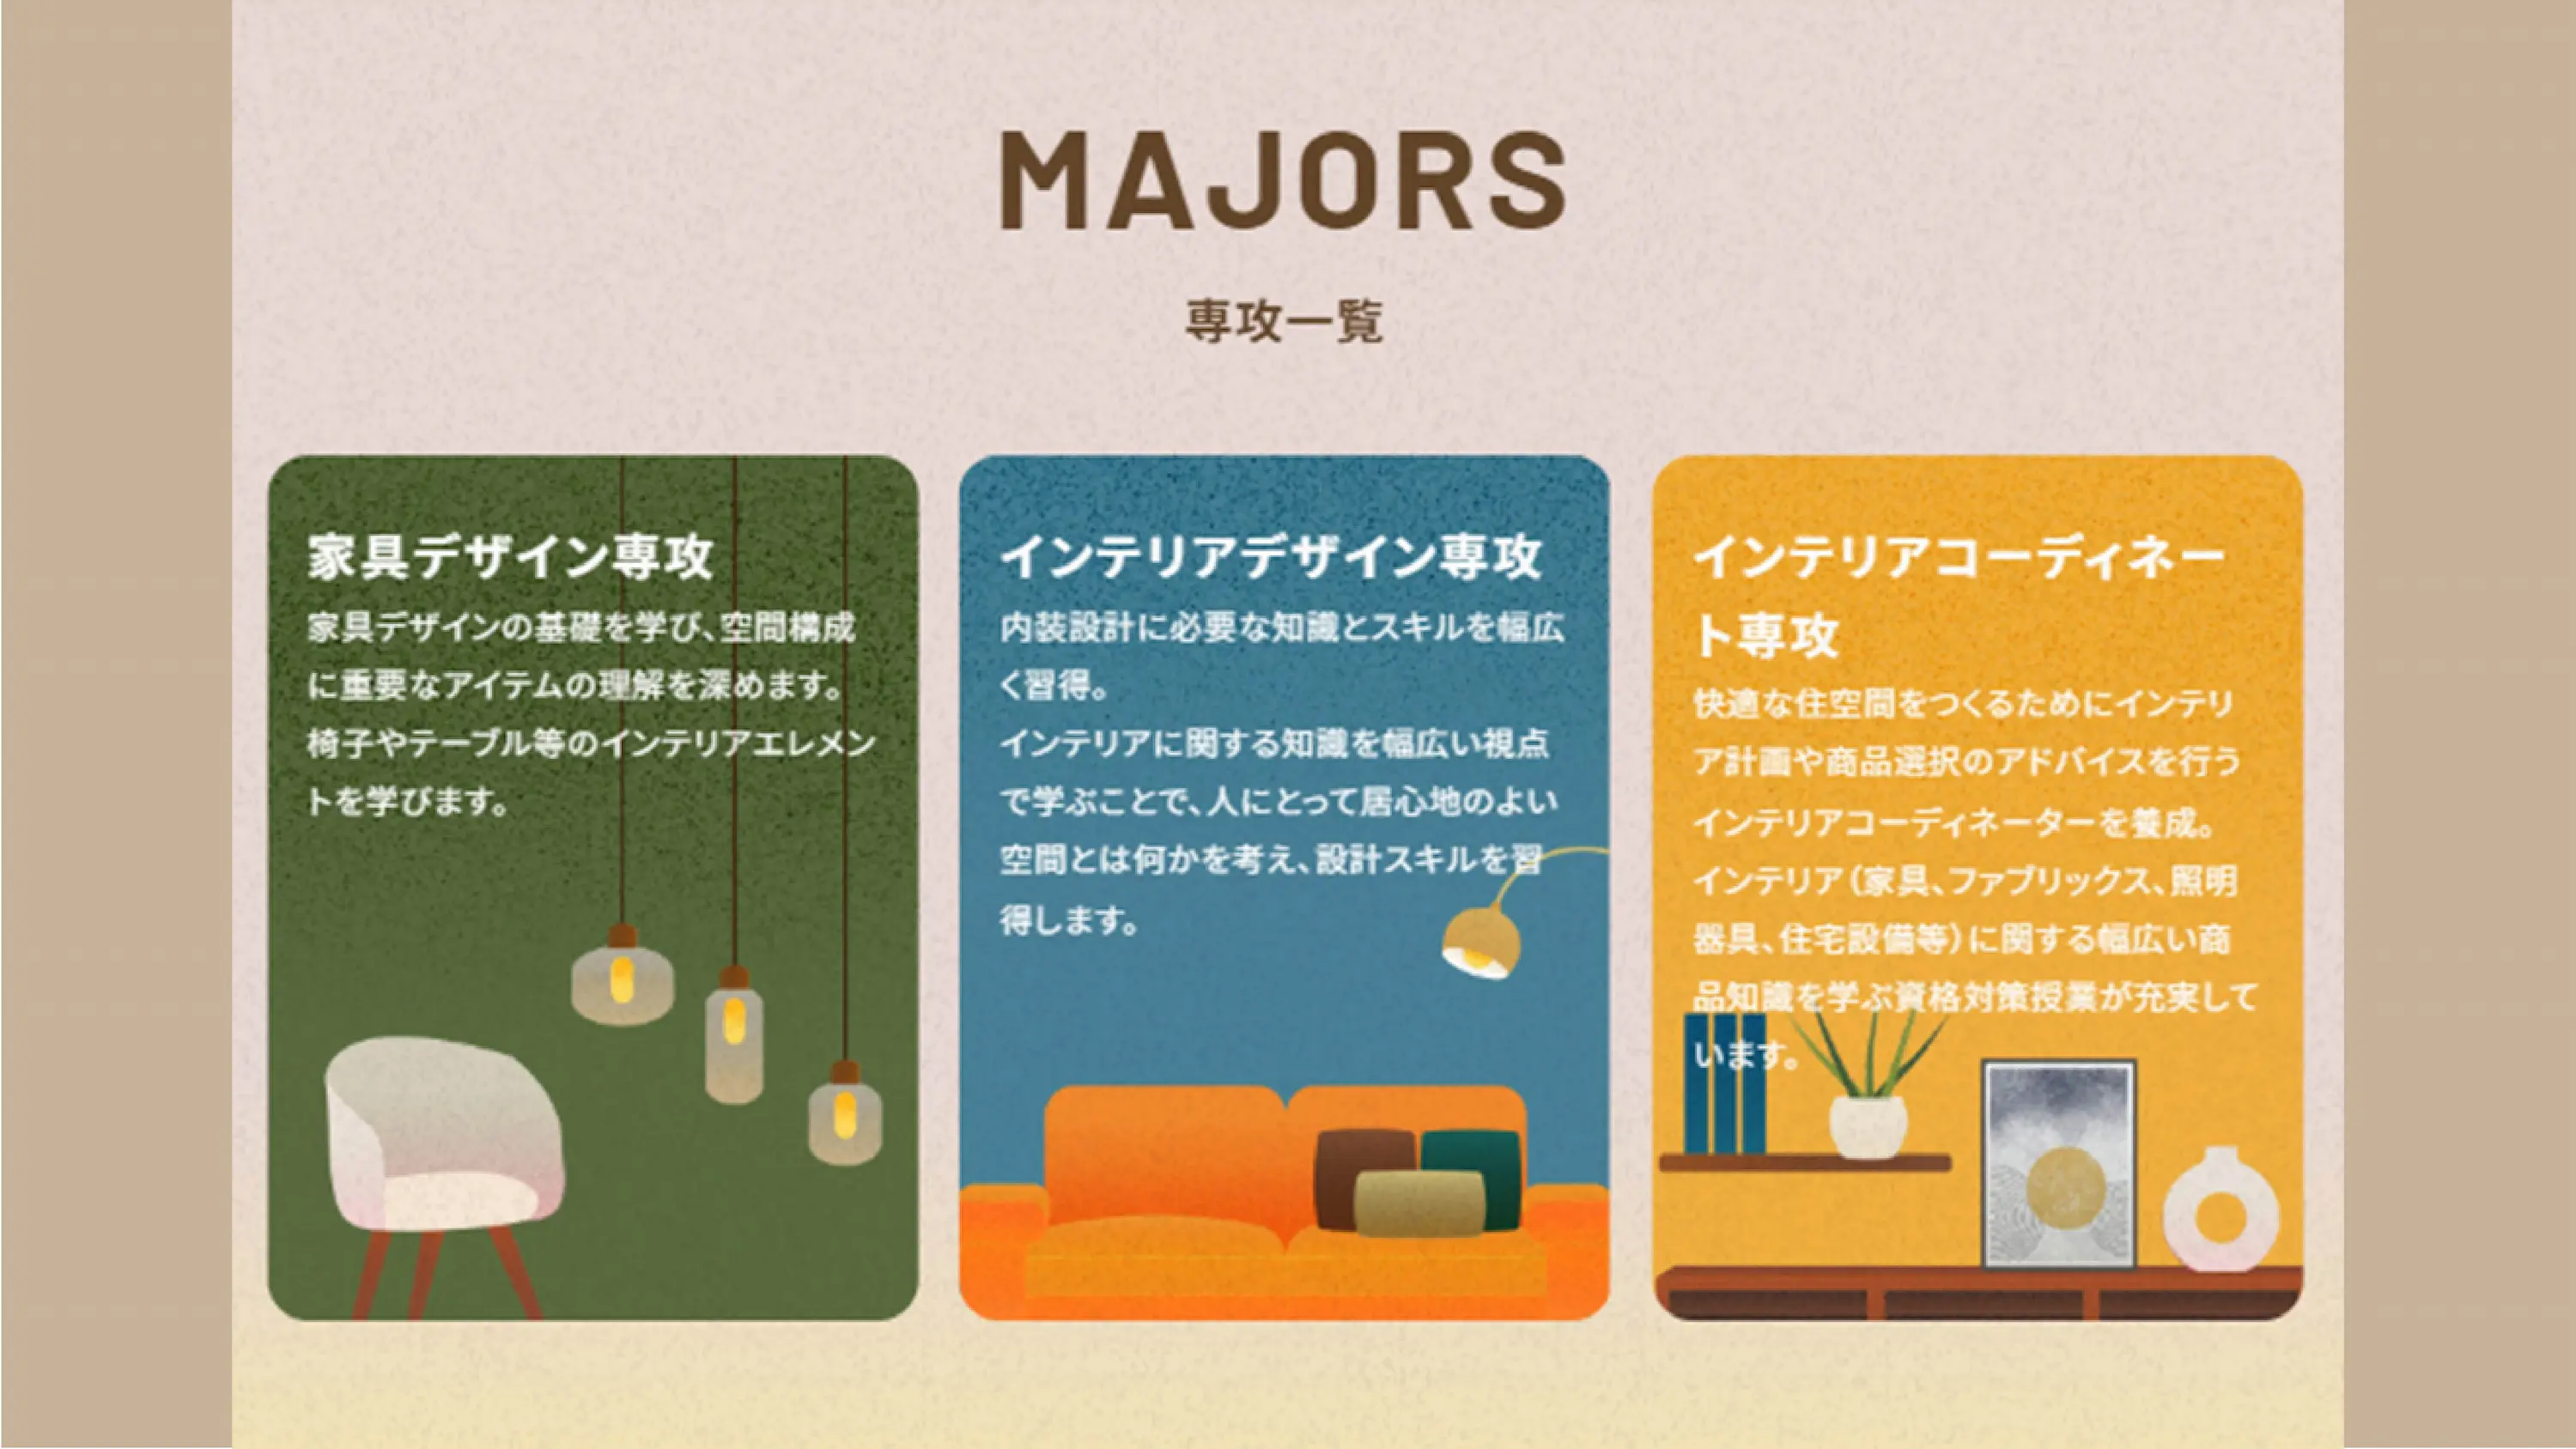 MAJORS
専攻一覧
家具デザイン専攻
家具デザインの基礎を学び、空間構成
に重要なアイテムの理解を深めます。
椅子やテーブル等のインテリアエレメン
トを学びます。
インテリアデザイン専攻
内装設計に必要な知識とスキルを幅広
く習得。
インテリアに関する知識を幅広い視点
で学ぶことで、人にとって居心地のよい
空間とは何かを考え、設計スキルを習
得します。
インテリアコーディネー
ト専攻
快適な住空間をつくるためにインテリ
ア計画や商品選択のアドバイスを行う
インテリアコーディネーターを養成。
インテリア（家具、ファブリックス、照明
器具、住宅設備等）に関する幅広い商
品知識を学ぶ資格対策授業が充実して
います。